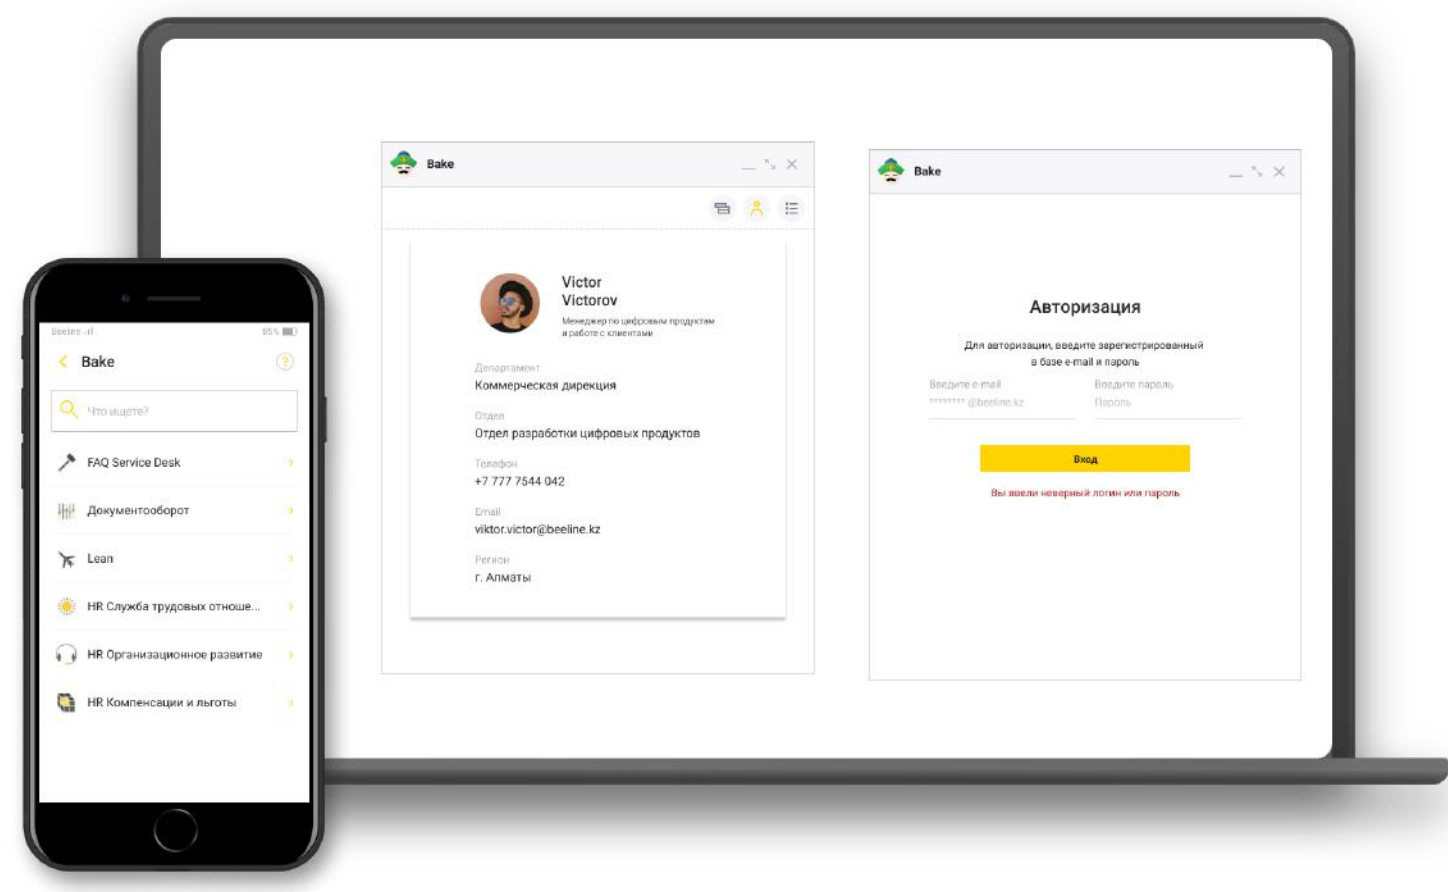 Beeline
85%
Bake
Что ищете?
FAQ Service Desk
Документооборот
Lean
HR Служба трудовых отноше...
HR Организационное развитие
HR Компенсации и льготы
Bake
Victor
Victorov
Менеджер по цифровым продуктам
и работе с клиентами
Департамент
Коммерческая дирекция
Отдел
Отдел разработки цифровых продуктов
Телефон
+7 777 7544 042
Email
viktor.victor@beeline.kz
Регион
г. Алматы
Bake
Авторизация
Для авторизации, введите зарегистрированный
в базе e-mail и пароль
Введите e-mail
******** @beeline.kz
Введите пароль
Пароль
Вход
Вы ввели неверный логин или пароль